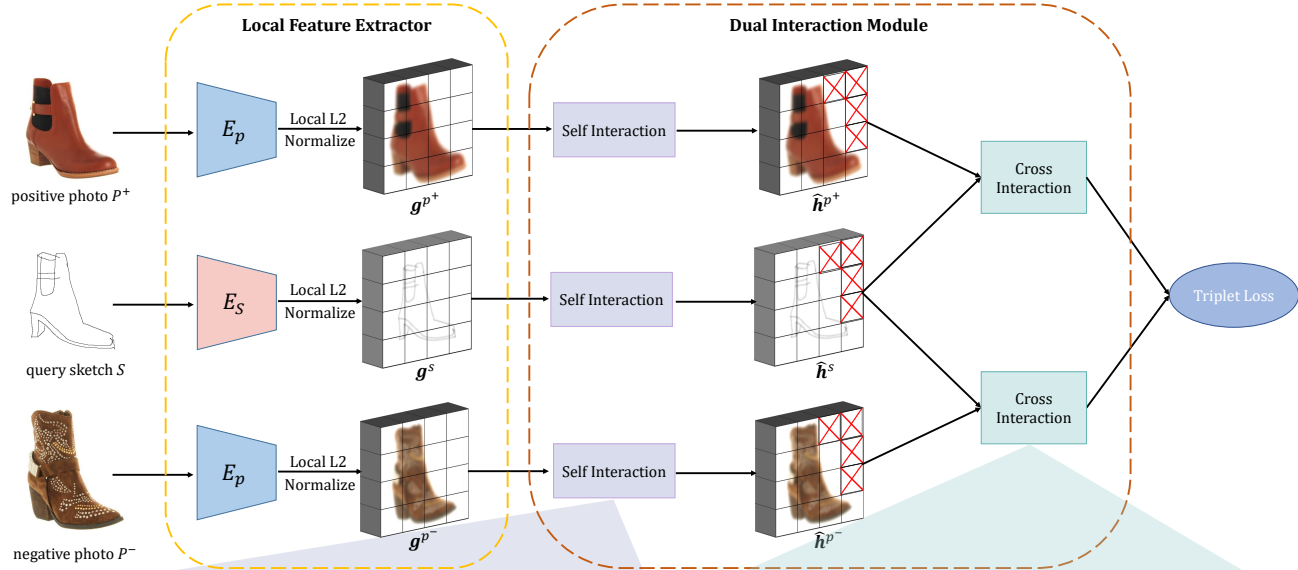 Local Feature Extractor
Dual Interaction Module
positive photo P⁺
E_p
Local L2
Normalize
g^{p⁺}
Self Interaction
ĥ^{p⁺}
Cross
Interaction
query sketch S
E_S
Local L2
Normalize
g^s
Self Interaction
ĥ^s
Triplet Loss
negative photo P⁻
E_p
Local L2
Normalize
g^{p⁻}
Self Interaction
ĥ^{p⁻}
Cross
Interaction